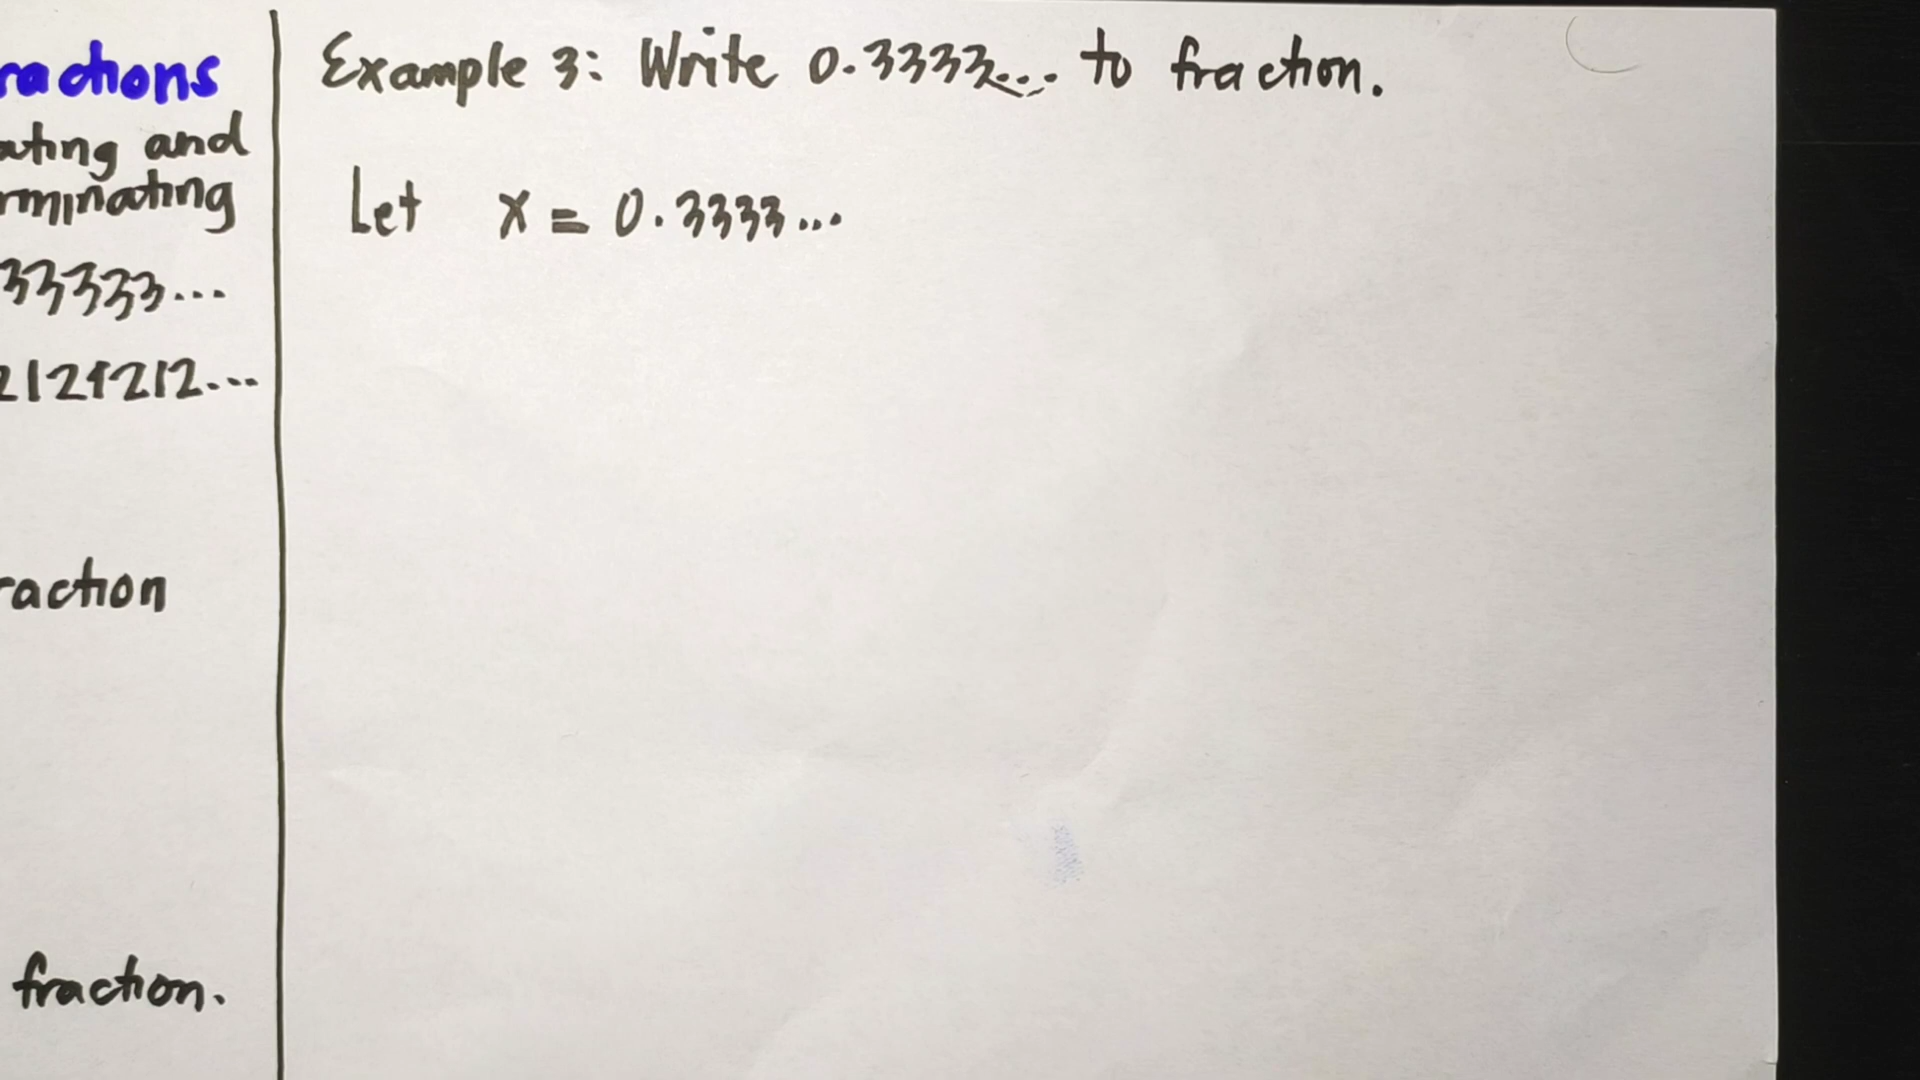 ractions
ating and
rminating
33333...
2121212...
raction
fraction.
Example 3: Write 0.3333... to fraction.
Let x = 0.3333...